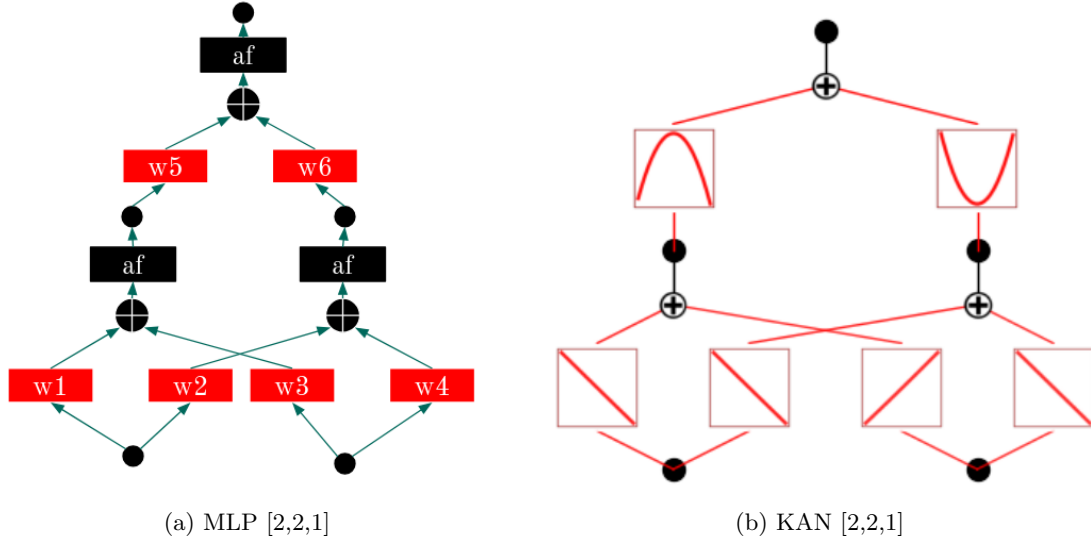 af
w5 w6
af af
w1 w2 w3 w4
(a) MLP [2,2,1]
(b) KAN [2,2,1]